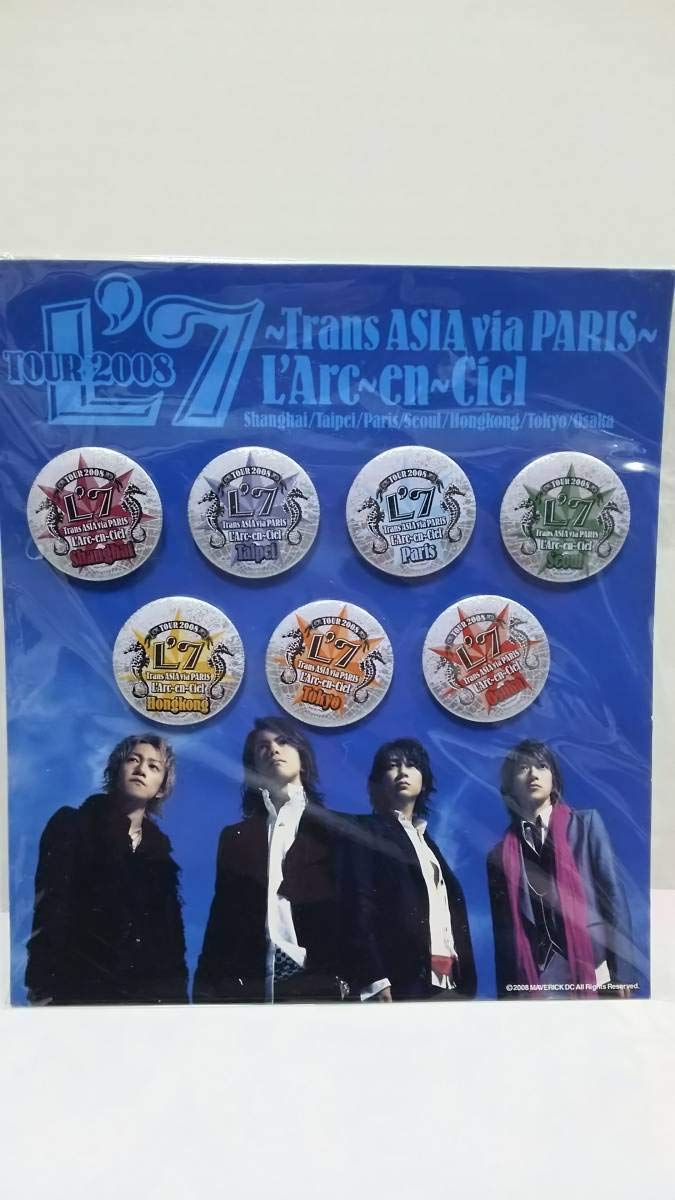 TOUR 2008
L'7
~Trans ASIA via PARIS~
L'Arc~en~Ciel
Shanghai/Taipei/Paris/Seoul/Hongkong/Tokyo/Osaka
TOUR 2008
L'7
Trans ASIA via PARIS
L'Arc-en-Ciel
Shanghai
TOUR 2008
L'7
Trans ASIA via PARIS
L'Arc-en-Ciel
Taipei
TOUR 2008
L'7
Trans ASIA via PARIS
L'Arc-en-Ciel
Paris
TOUR 2008
L'7
Trans ASIA via PARIS
L'Arc-en-Ciel
Seoul
TOUR 2008
L'7
Trans ASIA via PARIS
L'Arc-en-Ciel
Hongkong
TOUR 2008
L'7
Trans ASIA via PARIS
L'Arc-en-Ciel
Tokyo
TOUR 2008
L'7
Trans ASIA via PARIS
L'Arc-en-Ciel
Osaka
©2008 MAVERICK DC All Rights Reserved.